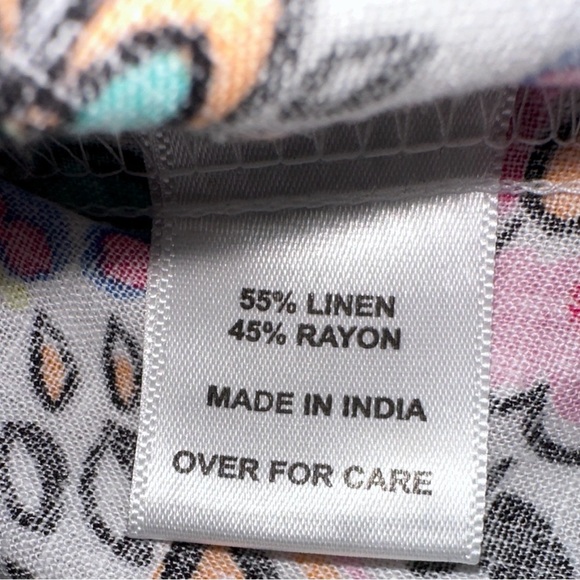 55% LINEN
45% RAYON
MADE IN INDIA
OVER FOR CARE